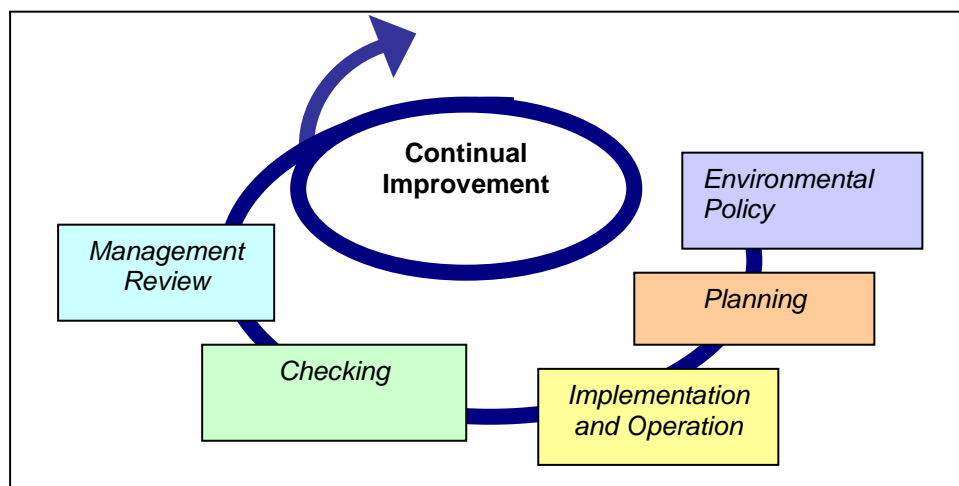 Continual
Improvement
Environmental
Policy
Management
Review
Planning
Checking
Implementation
and Operation